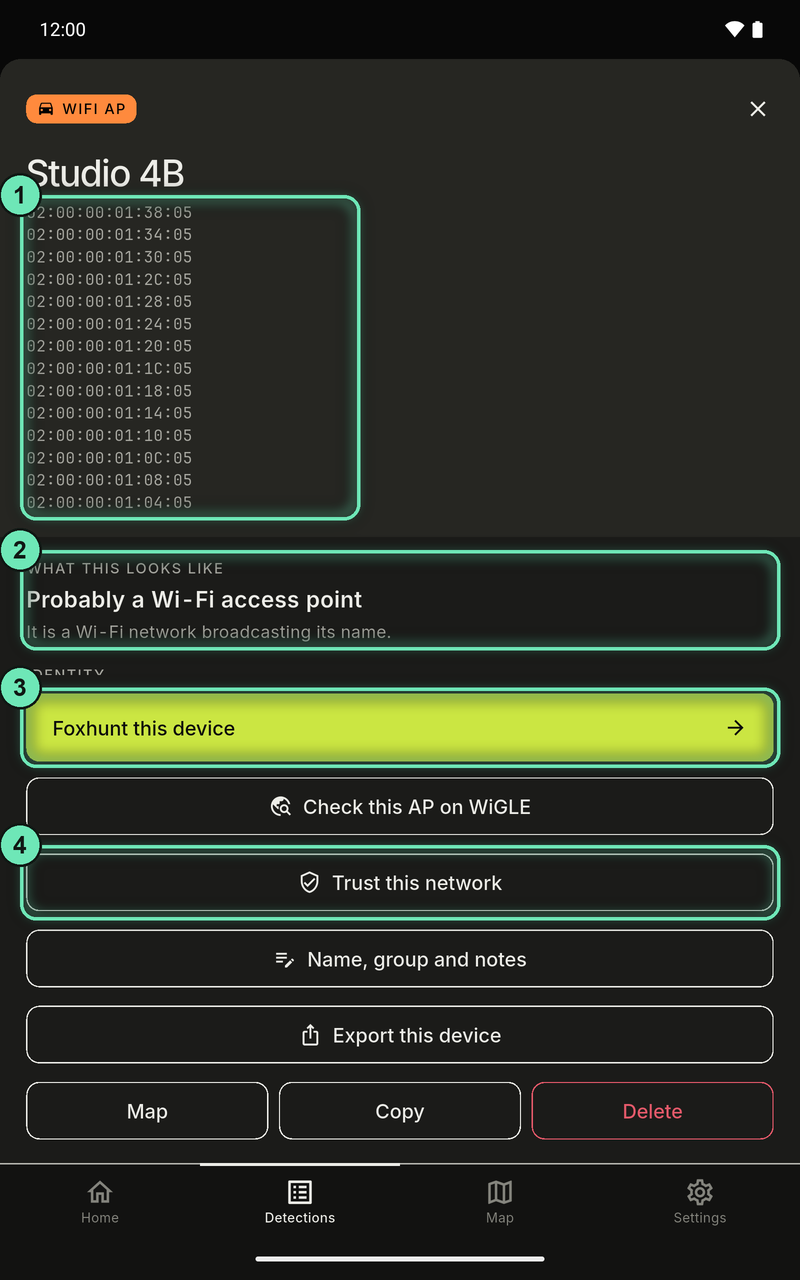 12:00
WIFI AP
Studio 4B
1
02:00:00:01:38:05
02:00:00:01:34:05
02:00:00:01:30:05
02:00:00:01:2C:05
02:00:00:01:28:05
02:00:00:01:24:05
02:00:00:01:20:05
02:00:00:01:1C:05
02:00:00:01:18:05
02:00:00:01:14:05
02:00:00:01:10:05
02:00:00:01:0C:05
02:00:00:01:08:05
02:00:00:01:04:05
2
WHAT THIS LOOKS LIKE
Probably a Wi-Fi access point
It is a Wi-Fi network broadcasting its name.
IDENTITY
3
Foxhunt this device
Check this AP on WiGLE
4
Trust this network
Name, group and notes
Export this device
Map Copy Delete
Home Detections Map Settings